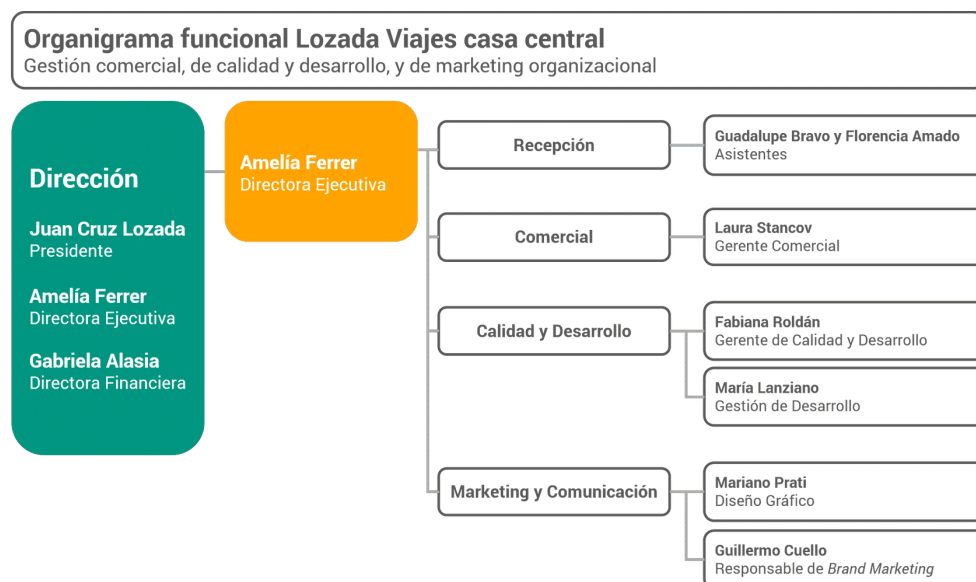 Organigrama funcional Lozada Viajes casa central
Gestión comercial, de calidad y desarrollo, y de marketing organizacional
Dirección
Juan Cruz Lozada
Presidente
Amelía Ferrer
Directora Ejecutiva
Gabriela Alasia
Directora Financiera
Amelía Ferrer
Directora Ejecutiva
Recepción
Guadalupe Bravo y Florencia Amado
Asistentes
Comercial
Laura Stancov
Gerente Comercial
Calidad y Desarrollo
Fabiana Roldán
Gerente de Calidad y Desarrollo
María Lanziano
Gestión de Desarrollo
Marketing y Comunicación
Mariano Prati
Diseño Gráfico
Guillermo Cuello
Responsable de Brand Marketing